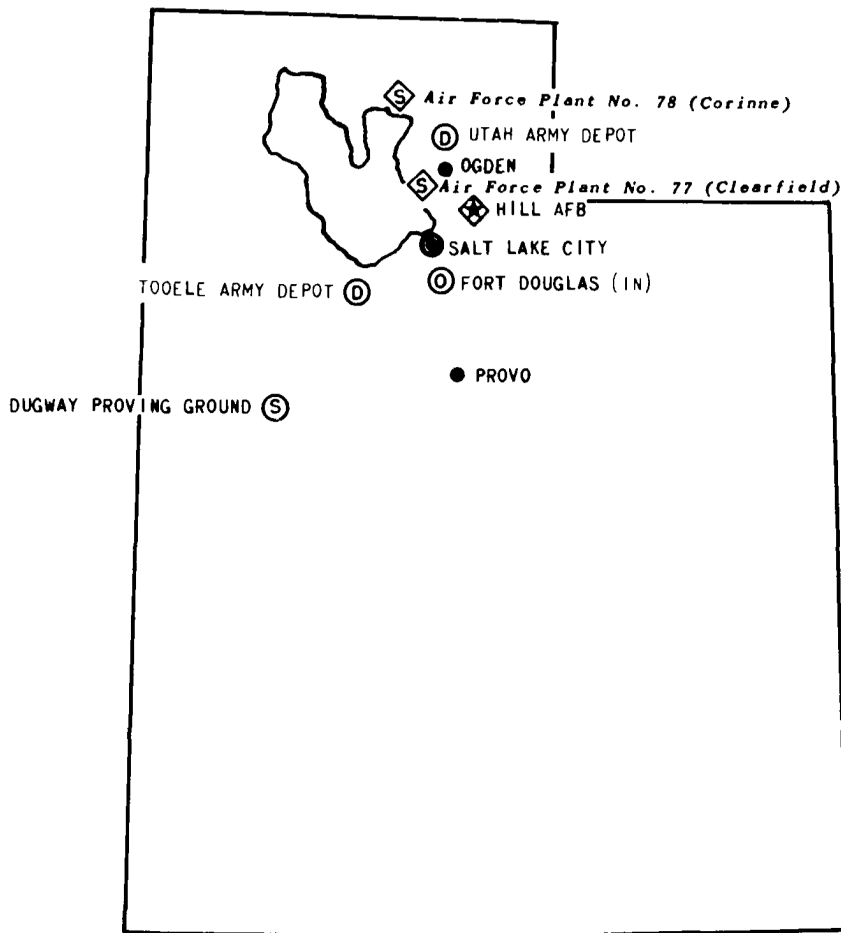 S Air Force Plant No. 78 (Corinne)
D UTAH ARMY DEPOT
OGDEN
S Air Force Plant No. 77 (Clearfield)
HILL AFB
SALT LAKE CITY
TOOELE ARMY DEPOT D
O FORT DOUGLAS (IN)
PROVO
DUGWAY PROVING GROUND S